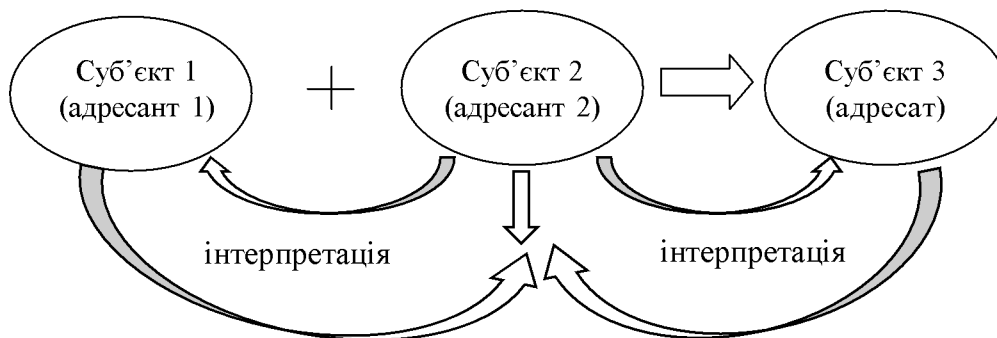 Суб’єкт 1
(адресант 1)
+
Суб’єкт 2
(адресант 2)
Суб’єкт 3
(адресат)
інтерпретація
інтерпретація